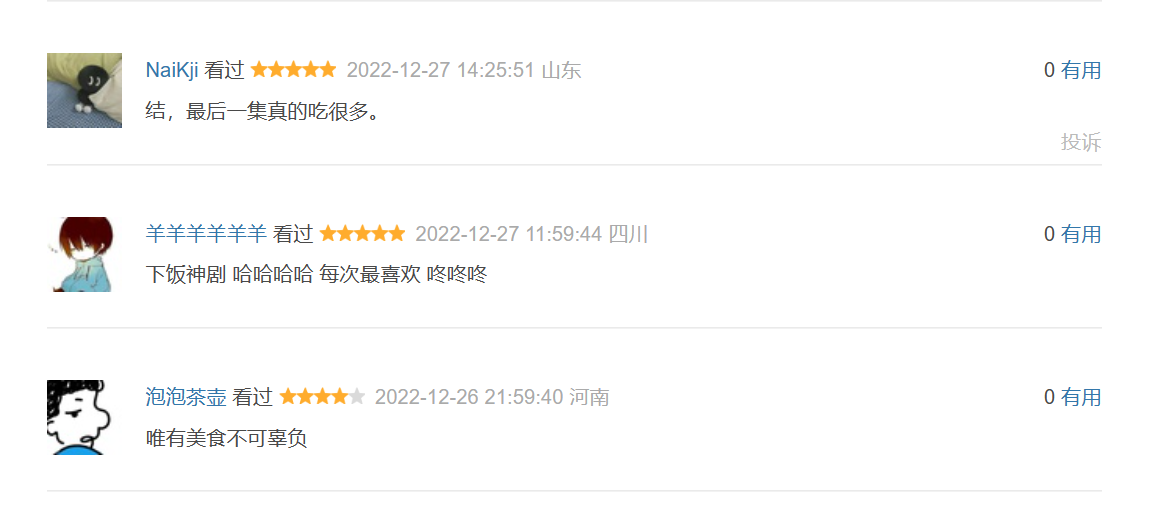 NaiKji 看过 ★★★★★ 2022-12-27 14:25:51 山东 0 有用
结，最后一集真的吃很多。
投诉
羊羊羊羊羊羊 看过 ★★★★★ 2022-12-27 11:59:44 四川 0 有用
下饭神剧 哈哈哈哈 每次最喜欢 咚咚咚
泡泡茶壶 看过 ★★★★★ 2022-12-26 21:59:40 河南 0 有用
唯有美食不可辜负